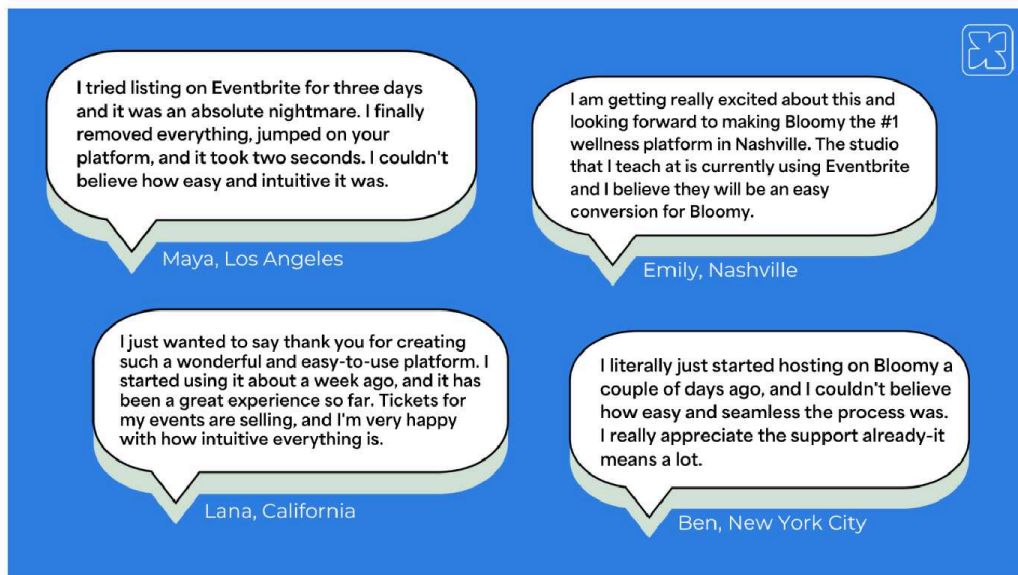 I tried listing on Eventbrite for three days
and it was an absolute nightmare. I finally
removed everything, jumped on your
platform, and it took two seconds. I couldn't
believe how easy and intuitive it was.
Maya, Los Angeles
I am getting really excited about this and
looking forward to making Bloomy the #1
wellness platform in Nashville. The studio
that I teach at is currently using Eventbrite
and I believe they will be an easy
conversion for Bloomy.
Emily, Nashville
I just wanted to say thank you for creating
such a wonderful and easy-to-use platform. I
started using it about a week ago, and it has
been a great experience so far. Tickets for
my events are selling, and I'm very happy
with how intuitive everything is.
Lana, California
I literally just started hosting on Bloomy a
couple of days ago, and I couldn't believe
how easy and seamless the process was.
I really appreciate the support already-it
means a lot.
Ben, New York City